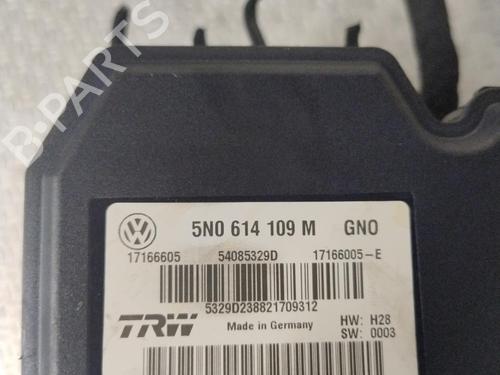 B-PARTS
5N0 614 109 M GNO
17166605 54085329D 17166005-E
5329D238821709312
TRW Made in Germany HW: H28
SW: 0003